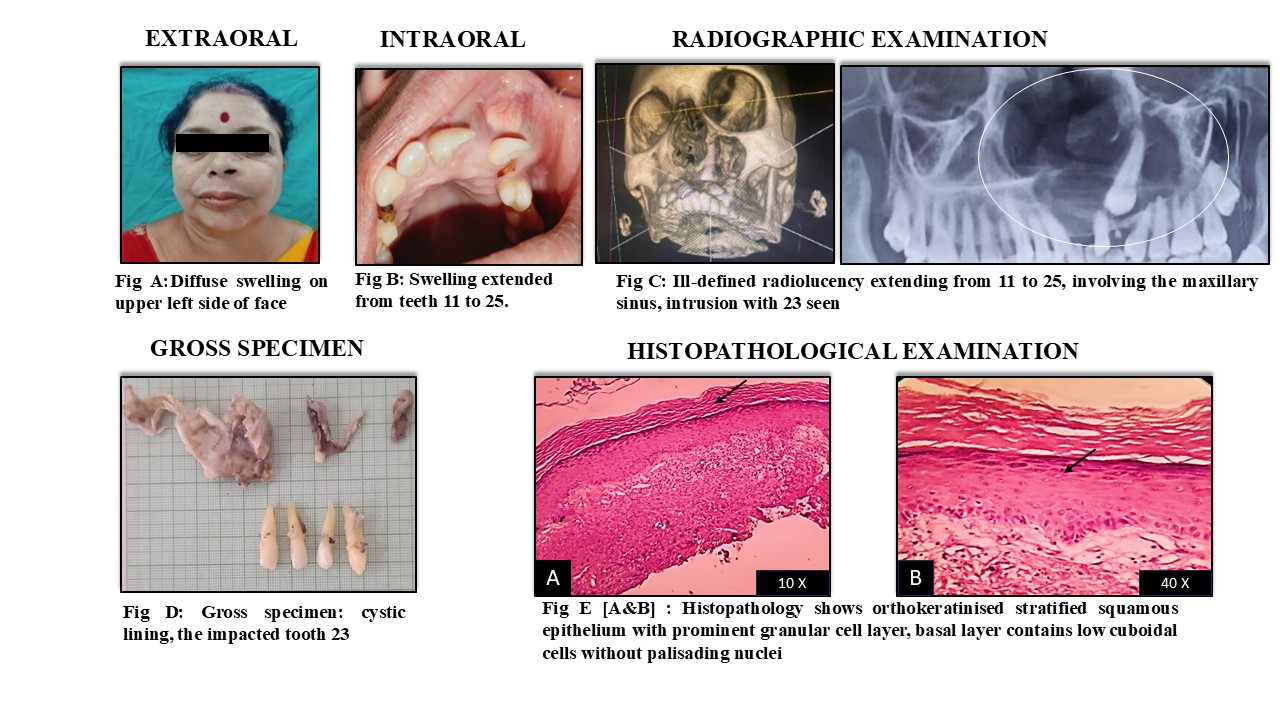 EXTRAORAL
INTRAORAL
RADIOGRAPHIC EXAMINATION
Fig A:Diffuse swelling on
upper left side of face
Fig B: Swelling extended
from teeth 11 to 25.
Fig C: Ill-defined radiolucency extending from 11 to 25, involving the maxillary
sinus, intrusion with 23 seen
GROSS SPECIMEN
HISTOPATHOLOGICAL EXAMINATION
A
10 X
B
40 X
Fig D: Gross specimen: cystic
lining, the impacted tooth 23
Fig E [A&B] : Histopathology shows orthokeratinised stratified squamous
epithelium with prominent granular cell layer, basal layer contains low cuboidal
cells without palisading nuclei